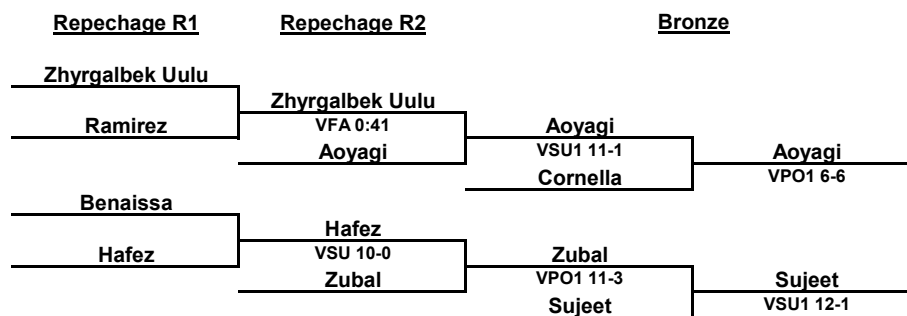 Repechage R1 Repechage R2 Bronze
Zhyrgalbek Uulu
Zhyrgalbek Uulu
Ramirez VFA 0:41 Aoyagi
Aoyagi VSU1 11-1 Aoyagi
Cornella VPO1 6-6
Benaissa
Hafez
Hafez VSU 10-0 Zubal
Zubal VPO1 11-3 Sujeet
Sujeet VSU1 12-1